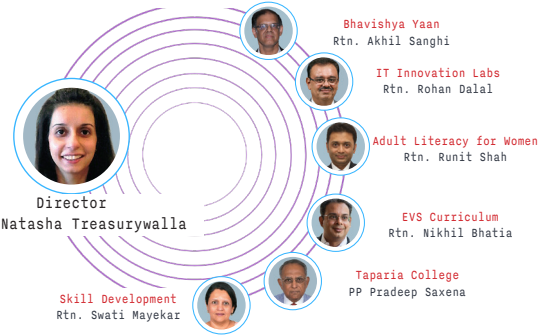 Bhavishya Yaan
Rtn. Akhil Sanghi
IT Innovation Labs
Rtn. Rohan Dalal
Adult Literacy for Women
Rtn. Runit Shah
Director
Natasha Treasurywalla
EVS Curriculum
Rtn. Nikhil Bhatia
Taparia College
PP Pradeep Saxena
Skill Development
Rtn. Swati Mayekar